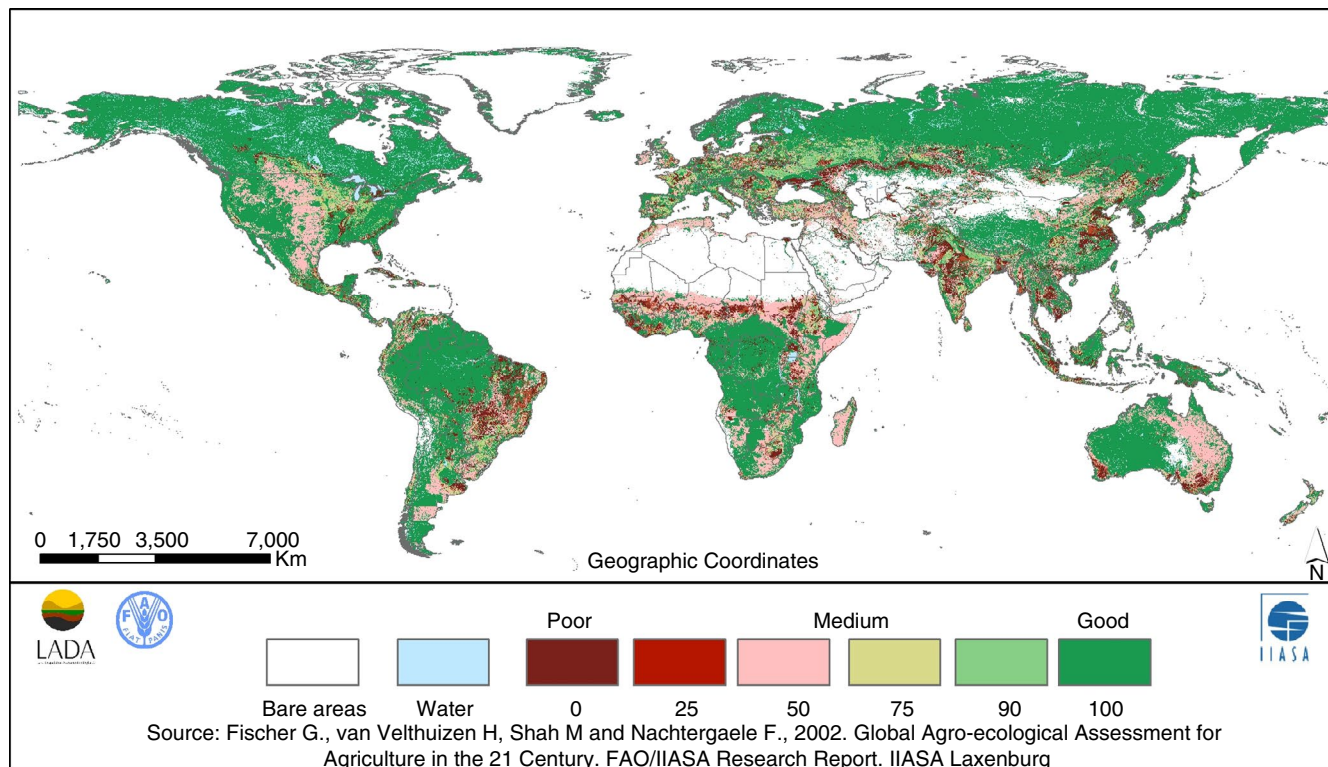 0 1,750 3,500 7,000
Km
Geographic Coordinates
N
LADA
F A O
FIAT PANIS
IIASA
Poor Medium Good
Bare areas Water 0 25 50 75 90 100
Source: Fischer G., van Velthuizen H, Shah M and Nachtergaele F., 2002. Global Agro-ecological Assessment for
Agriculture in the 21 Century. FAO/IIASA Research Report. IIASA Laxenburg